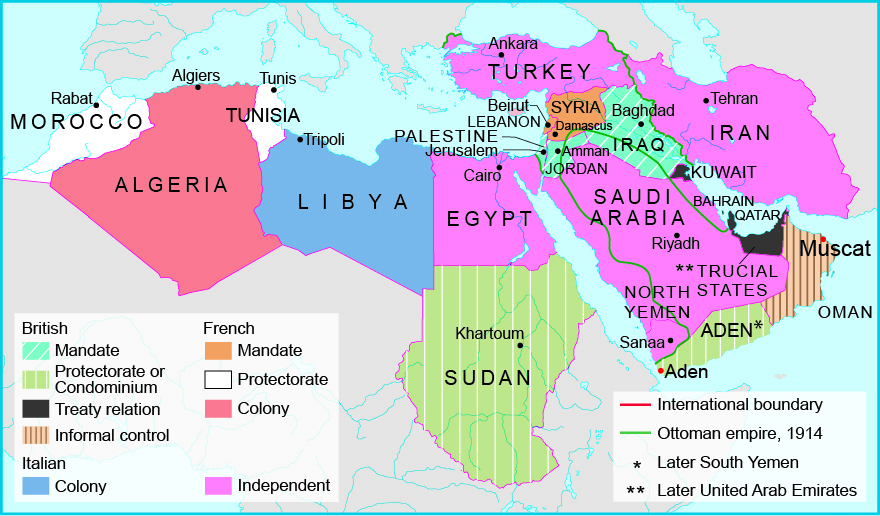 Ankara
TURKEY
Algiers
Tunis
Rabat
MOROCCO
TUNISIA
Tripoli
ALGERIA
LIBYA
Beirut
SYRIA
LEBANON
Damascus
PALESTINE
Jerusalem
Amman
JORDAN
Baghdad
IRAQ
Tehran
IRAN
KUWAIT
Cairo
EGYPT
SAUDI
ARABIA
Riyadh
BAHRAIN
QATAR
Muscat
**TRUCIAL
STATES
OMAN
NORTH
YEMEN
Sanaa
ADEN*
Aden
Khartoum
SUDAN
British
Mandate
Protectorate or
Condominium
Treaty relation
Informal control
Italian
Colony
French
Mandate
Protectorate
Colony
Independent
International boundary
Ottoman empire, 1914
* Later South Yemen
** Later United Arab Emirates